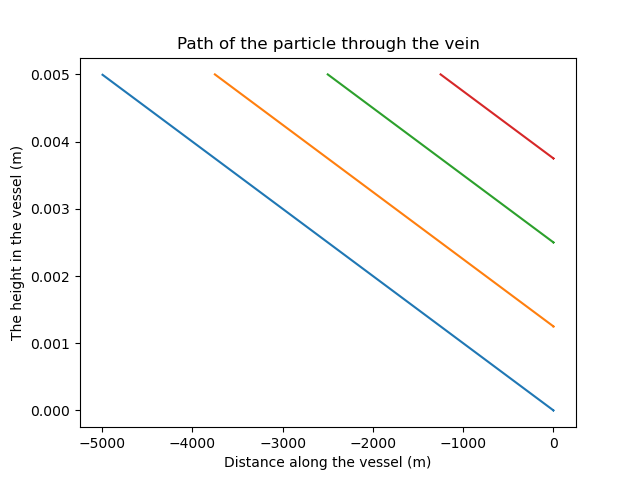 Path of the particle through the vein
0.005
0.004
0.003
0.002
0.001
0.000
The height in the vessel (m)
−5000 −4000 −3000 −2000 −1000 0
Distance along the vessel (m)